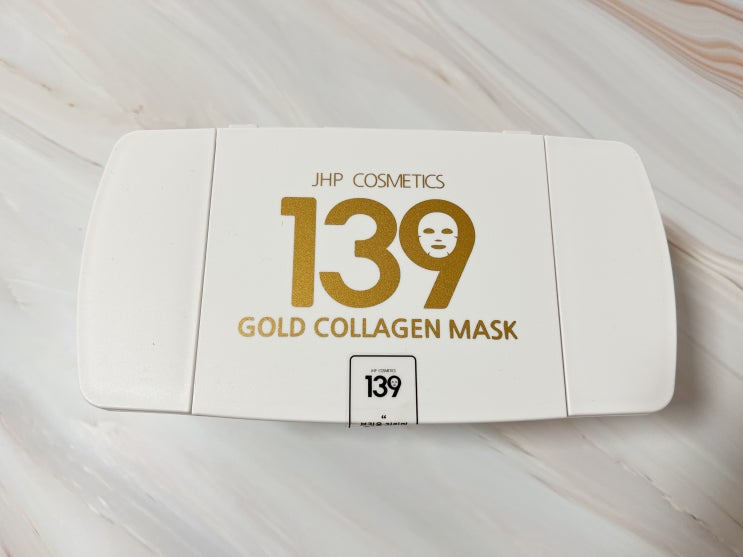 JHP COSMETICS
139
GOLD COLLAGEN MASK
JHP COSMETICS
139
“